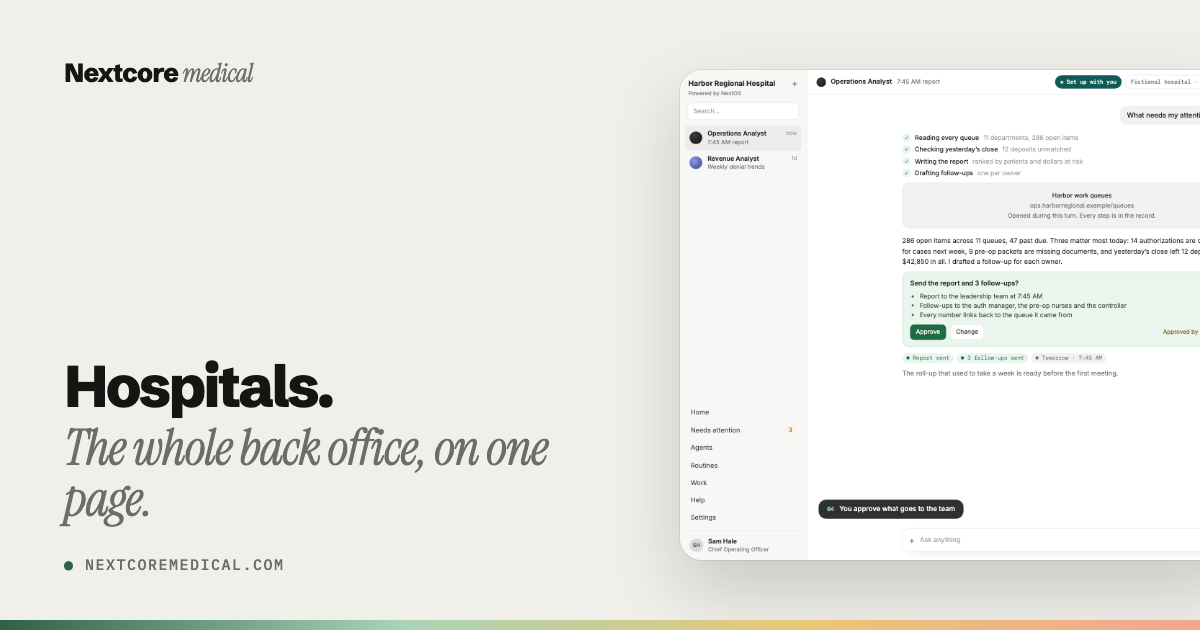 Nextcore medical
Hospitals.
The whole back office, on one
page.
NEXTCOREMEDICAL.COM
Harbor Regional Hospital +
Powered by NextOS
Search...
Operations Analyst now
7:45 AM report
Revenue Analyst 1d
Weekly denial trends
Home
Needs attention 3
Agents
Routines
Work
Help
Settings
SH Sam Hale
Chief Operating Officer
Operations Analyst 7:45 AM report
Set up with you
Fictional hospital ·
What needs my attenti
Reading every queue 11 departments, 286 open items
Checking yesterday's close 12 deposits unmatched
Writing the report ranked by patients and dollars at risk
Drafting follow-ups one per owner
Harbor work queues
ops.harborregional.example/queues
Opened during this turn. Every step is in the record.
286 open items across 11 queues, 47 past due. Three matter most today: 14 authorizations are
for cases next week, 9 pre-op packets are missing documents, and yesterday's close left 12 dep
$42,850 in all. I drafted a follow-up for each owner.
Send the report and 3 follow-ups?
• Report to the leadership team at 7:45 AM
• Follow-ups to the auth manager, the pre-op nurses and the controller
• Every number links back to the queue it came from
Approve Change Approved by
Report sent 3 follow-ups sent Tomorrow · 7:45 AM
The roll-up that used to take a week is ready before the first meeting.
04 You approve what goes to the team
+ Ask anything